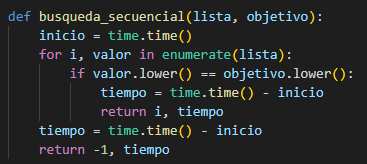 def busqueda_secuencial(lista, objetivo):
    inicio = time.time()
    for i, valor in enumerate(lista):
        if valor.lower() == objetivo.lower():
            tiempo = time.time() - inicio
            return i, tiempo
    tiempo = time.time() - inicio
    return -1, tiempo